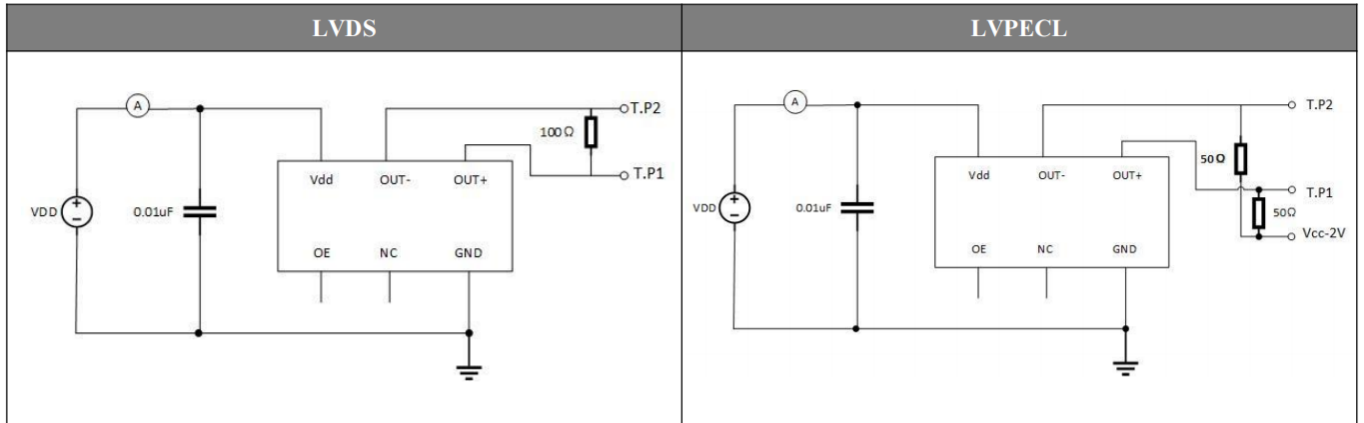 LVDS
LVPECL
A
T.P2
100Ω
T.P1
Vdd OUT- OUT+
VDD
+
−
0.01uF
OE NC GND
A
T.P2
50Ω
Vdd OUT- OUT+
T.P1
VDD
+
−
0.01uF
50Ω
Vcc-2V
OE NC GND